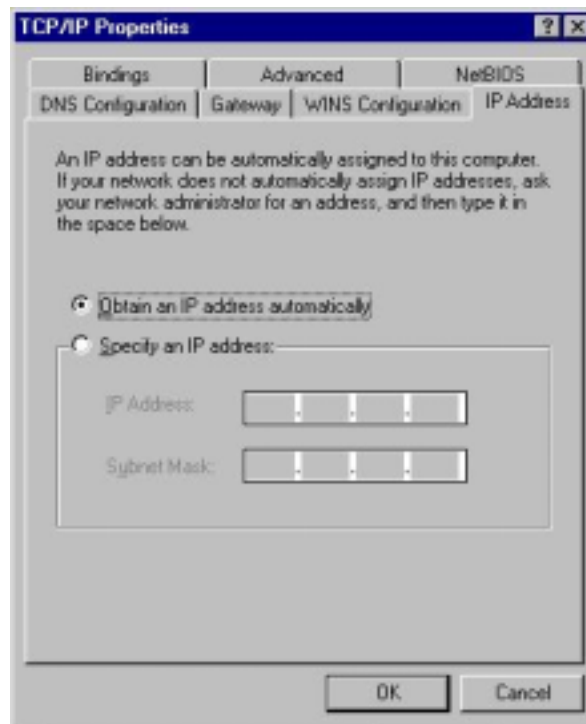 TCP/IP Properties
? ×
Bindings Advanced NetBIOS
DNS Configuration Gateway WINS Configuration IP Address
An IP address can be automatically assigned to this computer.
If your network does not automatically assign IP addresses, ask
your network administrator for an address, and then type it in
the space below.
Obtain an IP address automatically
Specify an IP address:
IP Address:
. . .
Subnet Mask:
. . .
OK Cancel